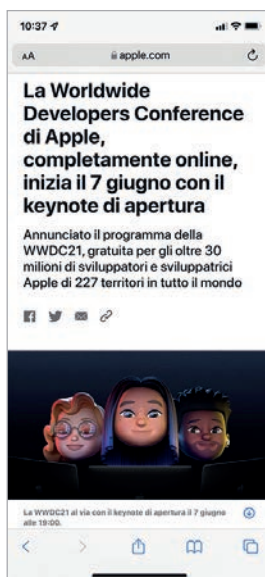 10:37
AA apple.com
La Worldwide
Developers Conference
di Apple,
completamente online,
inizia il 7 giugno con il
keynote di apertura
Annunciato il programma della
WWDC21, gratuita per gli oltre 30
milioni di sviluppatori e sviluppatrici
Apple di 227 territori in tutto il mondo
La WWDC21 al via con il keynote di apertura il 7 giugno
alle 19:00.